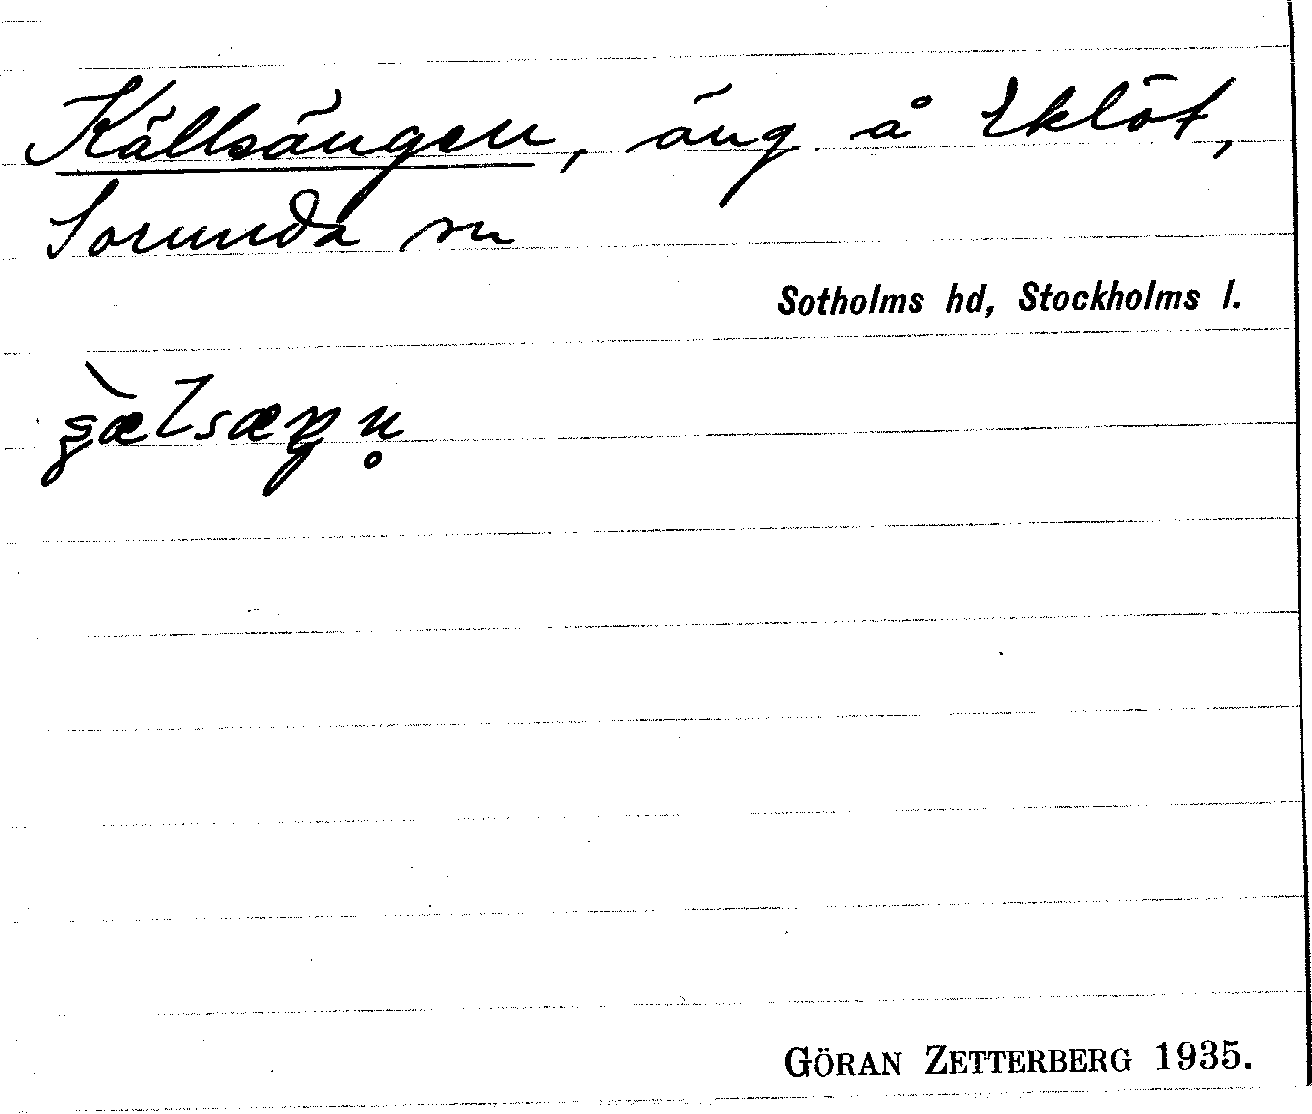 Källsängen, äng å Eklöt,
Sorunda sn
Sotholms hd, Stockholms l.
GÖRAN ZETTERBERG 1935.